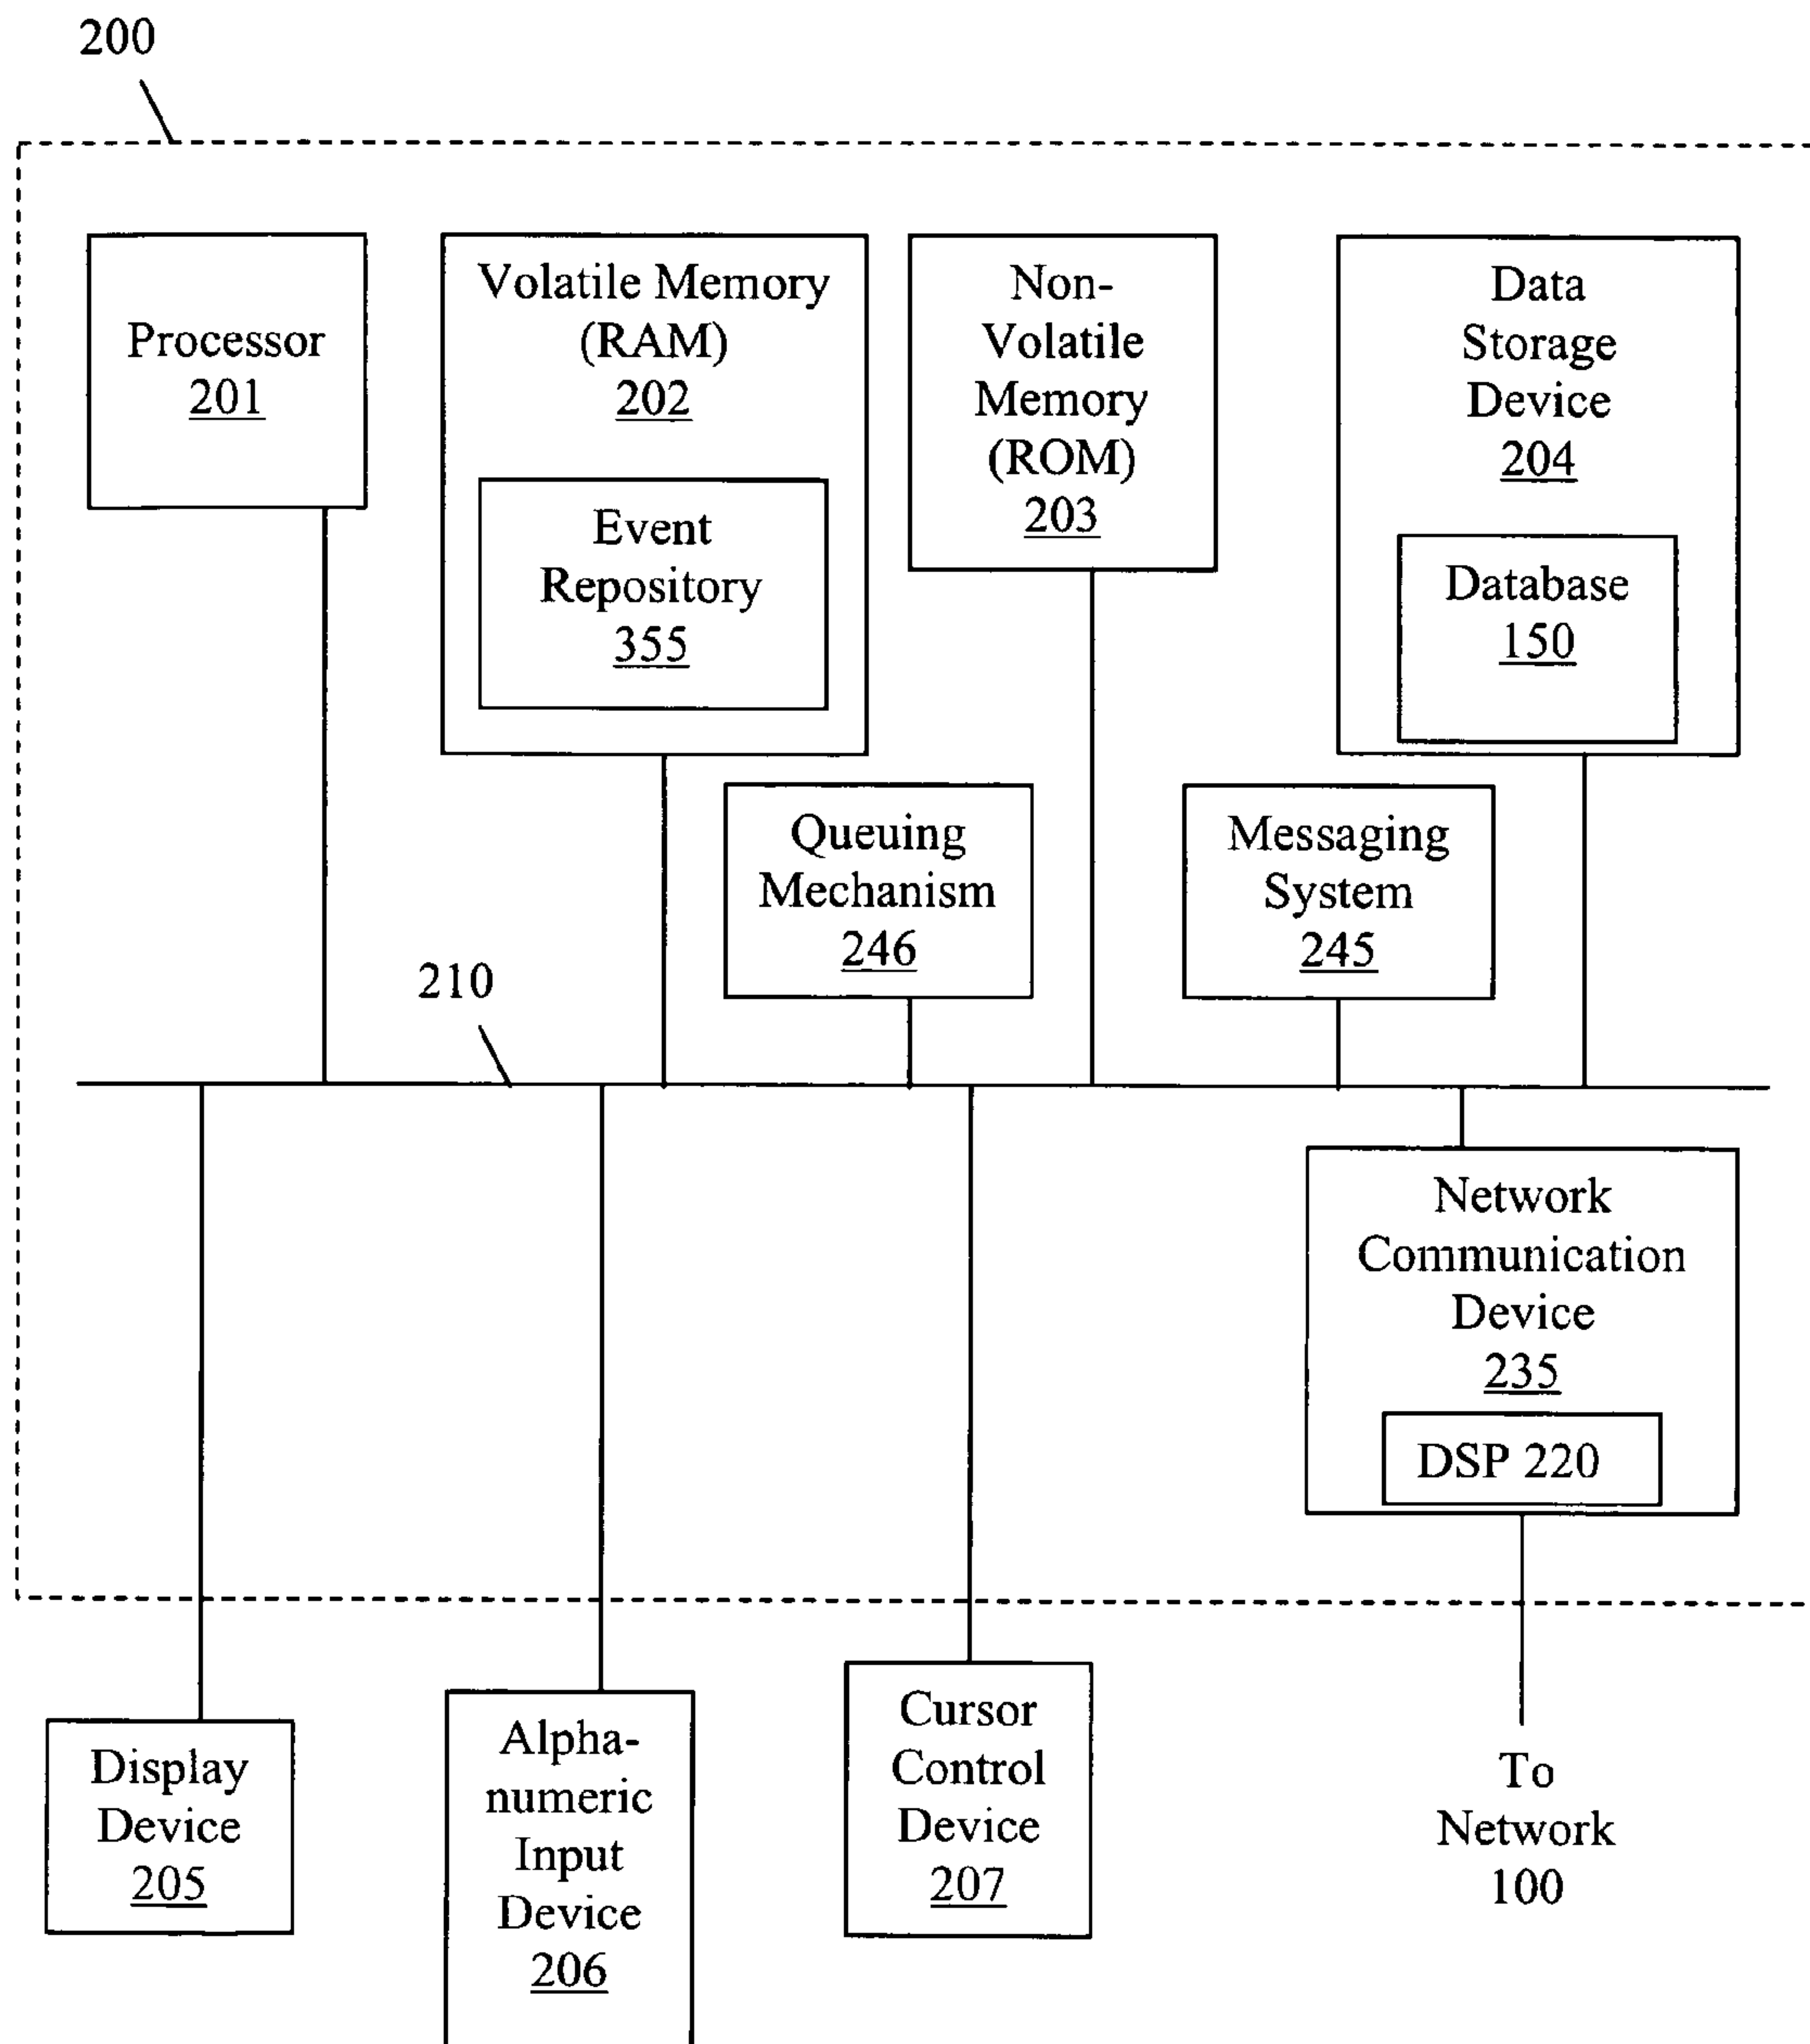 200
Processor
201
Volatile Memory
(RAM)
202
Event
Repository
355
Non-
Volatile
Memory
(ROM)
203
Data
Storage
Device
204
Database
150
Queuing
Mechanism
246
Messaging
System
245
210
Network
Communication
Device
235
DSP 220
Display
Device
205
Alpha-
numeric
Input
Device
206
Cursor
Control
Device
207
To
Network
100